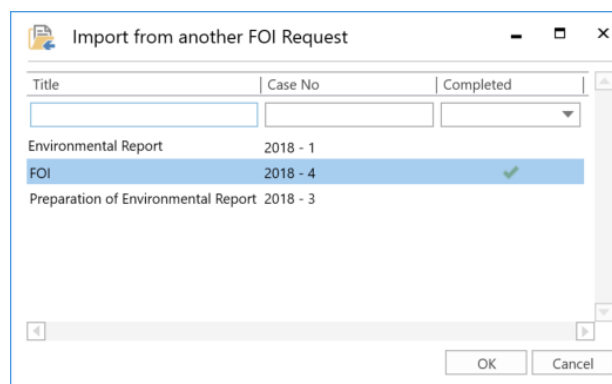 Import from another FOI Request
Title Case No Completed
Environmental Report 2018 - 1
FOI 2018 - 4
Preparation of Environmental Report 2018 - 3
OK Cancel